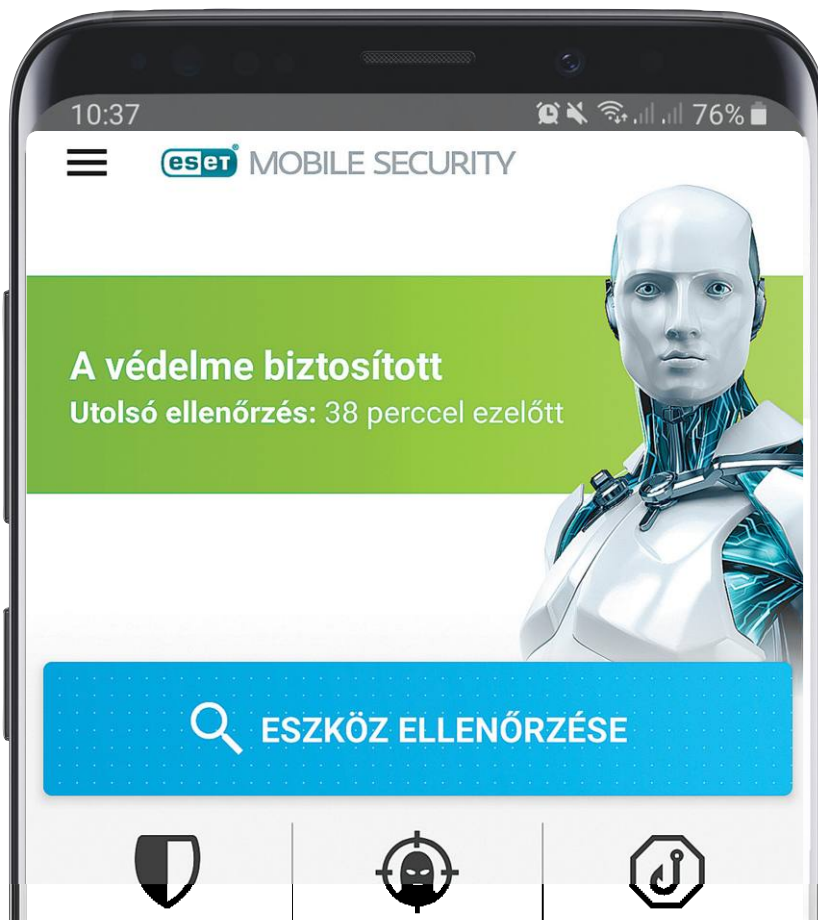 10:37
76%
eset MOBILE SECURITY
A védelme biztosított
Utolsó ellenőrzés: 38 perccel ezelőtt
ESZKÖZ ELLENŐRZÉSE